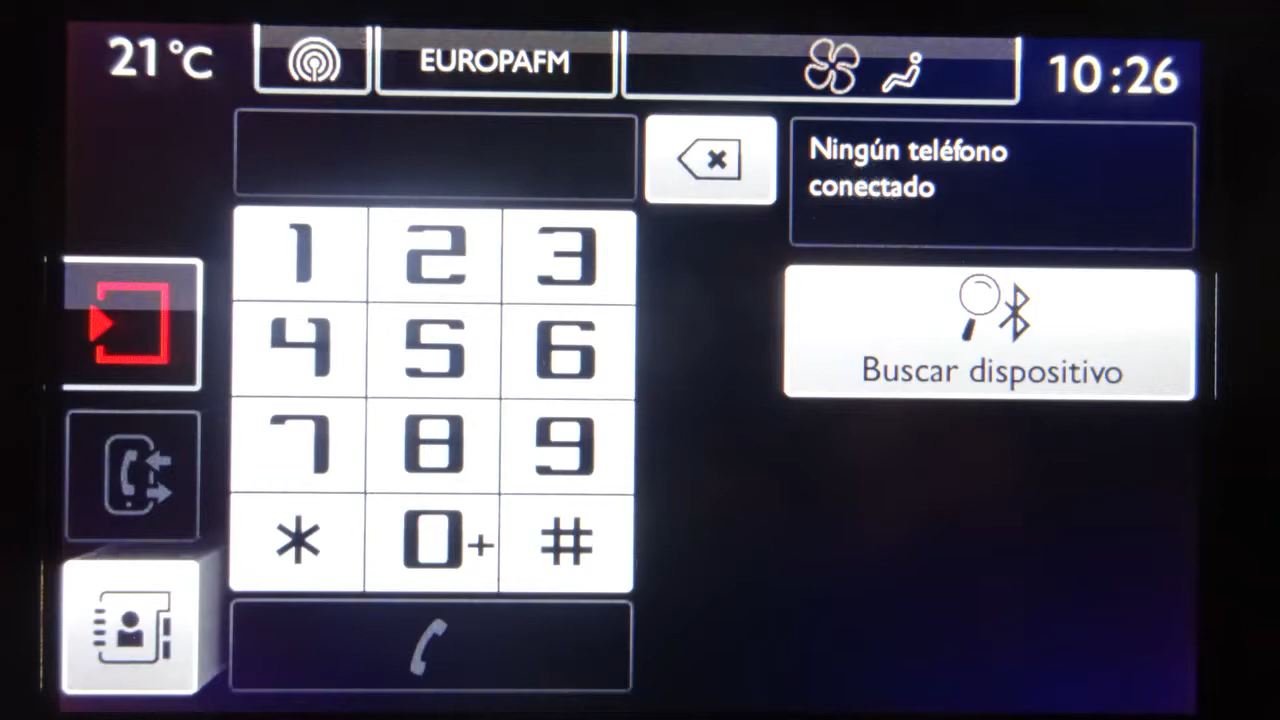 21°C
EUROPAFM
10:26
Ningún teléfono
conectado
1 2 3
4 5 6
7 8 9
* 0+ #
Buscar dispositivo